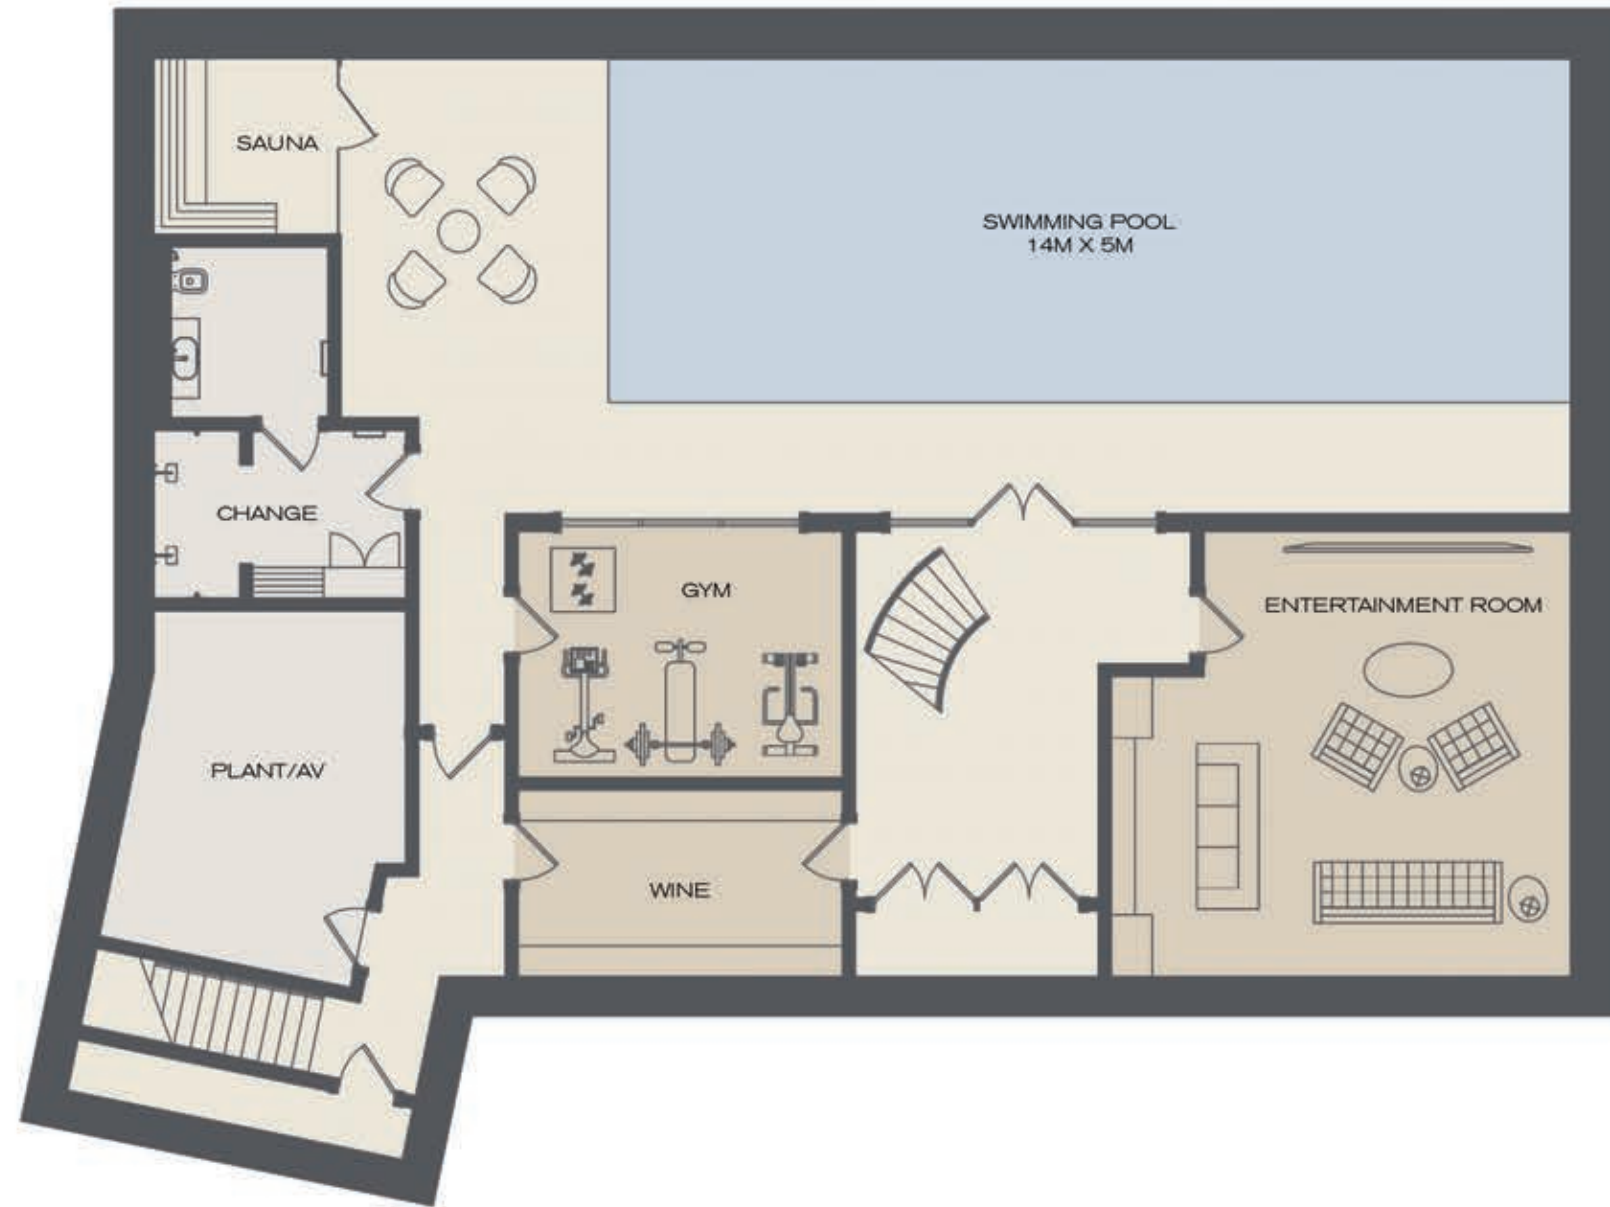 SAUNA
SWIMMING POOL
14M X 5M
CHANGE
GYM
ENTERTAINMENT ROOM
PLANT/AV
WINE